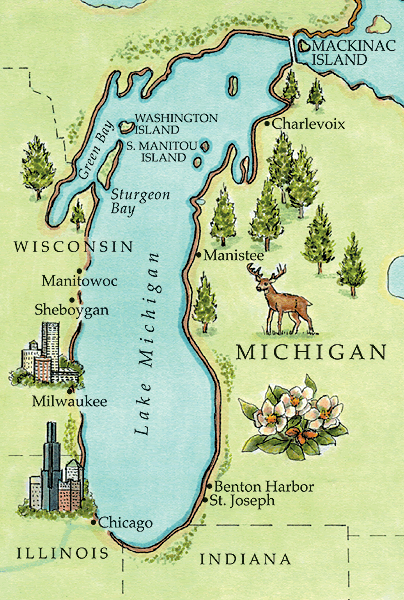 MACKINAC
ISLAND
WASHINGTON
ISLAND
Charlevoix
Green Bay
S. MANITOU
ISLAND
Sturgeon
Bay
WISCONSIN
Manistee
Manitowoc
Lake Michigan
Sheboygan
MICHIGAN
Milwaukee
Benton Harbor
St. Joseph
Chicago
ILLINOIS
INDIANA